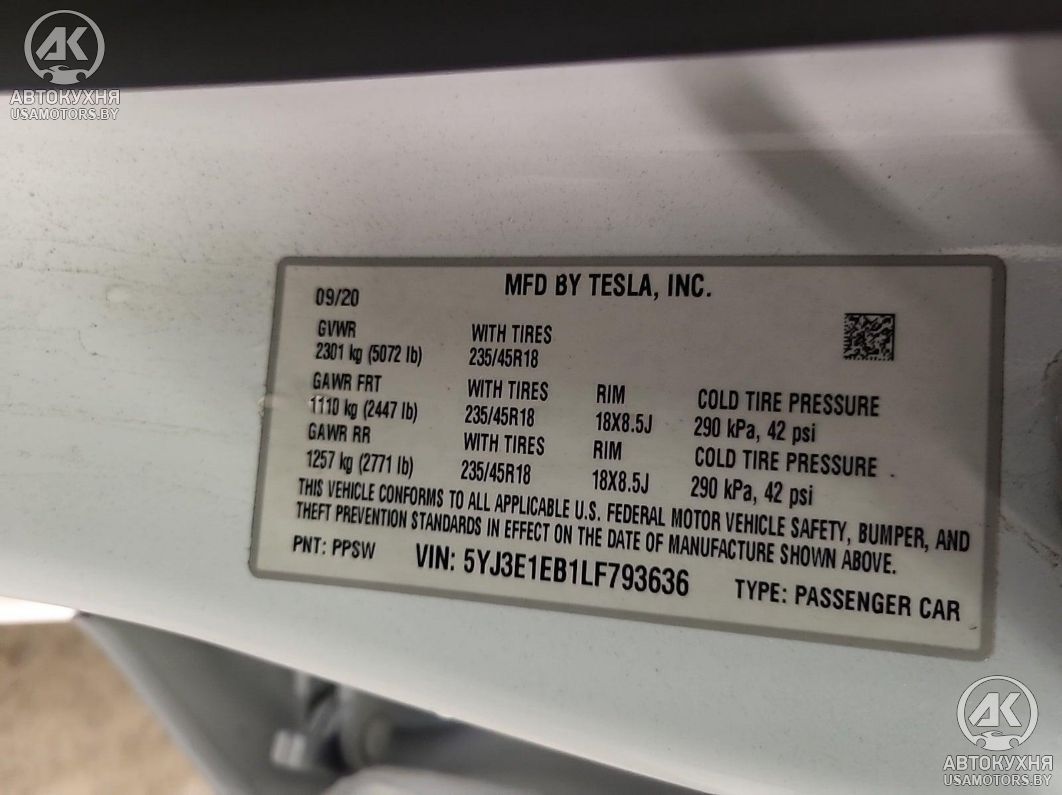 AK
АВТОКУХНЯ
USAMOTORS.BY
MFD BY TESLA, INC.
09/20
GVWR WITH TIRES
2301 kg (5072 lb) 235/45R18
GAWR FRT WITH TIRES RIM COLD TIRE PRESSURE
1110 kg (2447 lb) 235/45R18 18X8.5J 290 kPa, 42 psi
GAWR RR WITH TIRES RIM COLD TIRE PRESSURE
1257 kg (2771 lb) 235/45R18 18X8.5J 290 kPa, 42 psi
THIS VEHICLE CONFORMS TO ALL APPLICABLE U.S. FEDERAL MOTOR VEHICLE SAFETY, BUMPER, AND
THEFT PREVENTION STANDARDS IN EFFECT ON THE DATE OF MANUFACTURE SHOWN ABOVE.
PNT: PPSW VIN: 5YJ3E1EB1LF793636 TYPE: PASSENGER CAR
AK
АВТОКУХНЯ
USAMOTORS.BY